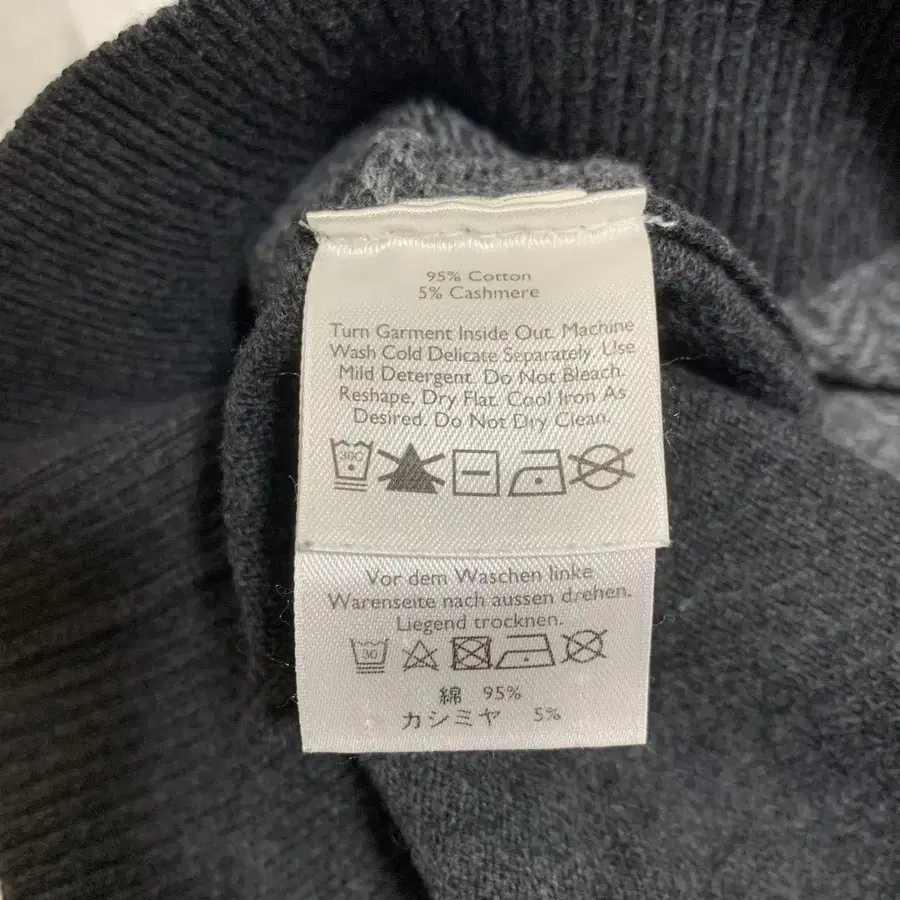 95% Cotton
5% Cashmere
Turn Garment Inside Out. Machine
Wash Cold Delicate Separately. Use
Mild Detergent. Do Not Bleach.
Reshape, Dry Flat. Cool Iron As
Desired. Do Not Dry Clean.
30C
Vor dem Waschen linke
Warenseite nach aussen drehen.
Liegend trocknen.
30
綿 95%
カシミヤ 5%